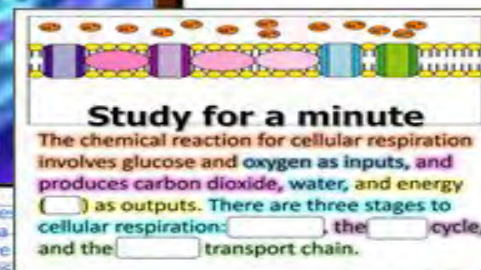 Study for a minute
The chemical reaction for cellular respiration
involves glucose and oxygen as inputs, and
produces carbon dioxide, water, and energy
( ) as outputs. There are three stages to
cellular respiration: , the cycle,
and the transport chain.